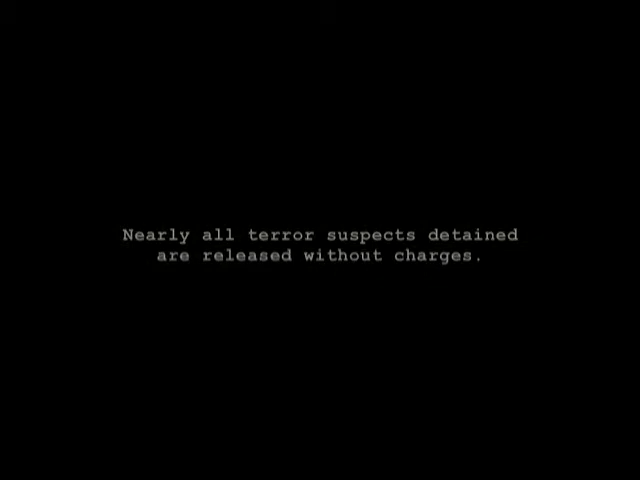 Nearly all terror suspects detained
are released without charges.